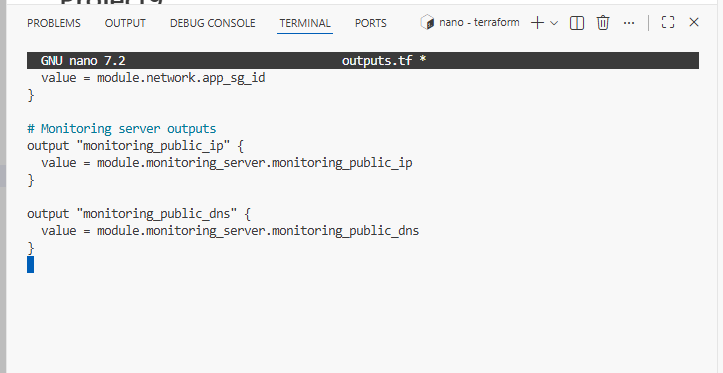 Project9
PROBLEMS OUTPUT DEBUG CONSOLE TERMINAL PORTS nano - terraform
GNU nano 7.2 outputs.tf *
value = module.network.app_sg_id
}
# Monitoring server outputs
output "monitoring_public_ip" {
value = module.monitoring_server.monitoring_public_ip
}
output "monitoring_public_dns" {
value = module.monitoring_server.monitoring_public_dns
}